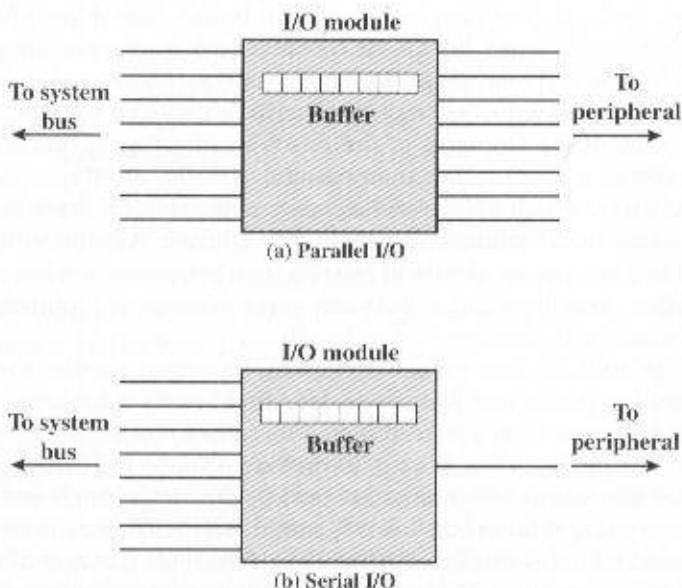 I/O module
To system
bus
Buffer
To
peripheral
(a) Parallel I/O
I/O module
To system
bus
Buffer
To
peripheral
(b) Serial I/O